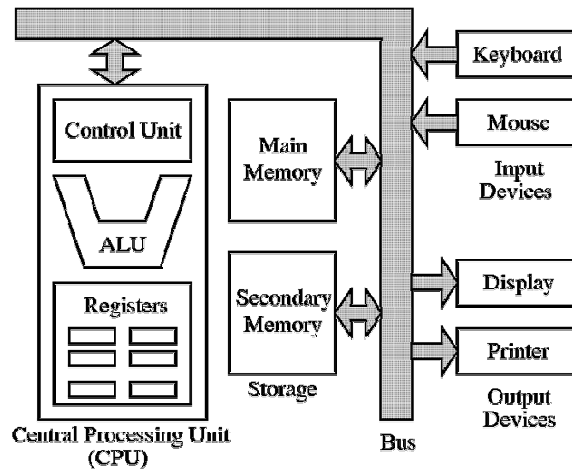 Control Unit
ALU
Registers
Central Processing Unit
(CPU)
Main
Memory
Secondary
Memory
Storage
Bus
Keyboard
Mouse
Input
Devices
Display
Printer
Output
Devices